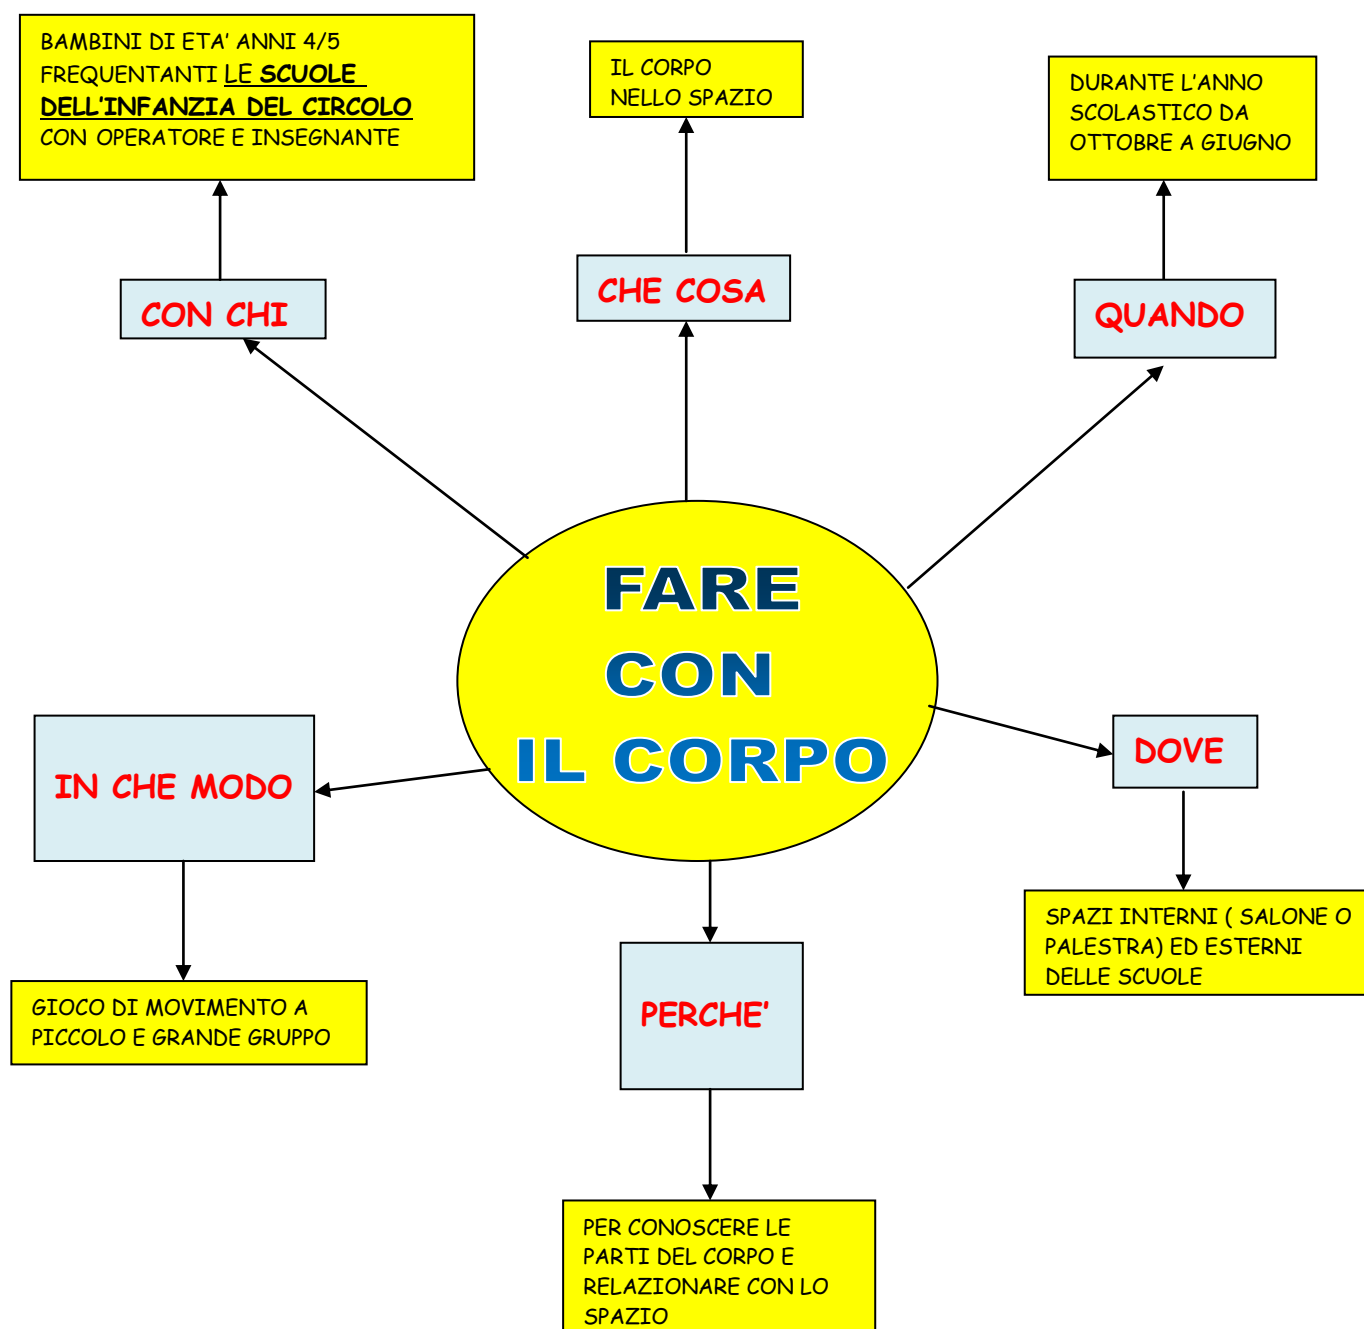 BAMBINI DI ETA’ ANNI 4/5
FREQUENTANTI LE SCUOLE
DELL’INFANZIA DEL CIRCOLO
CON OPERATORE E INSEGNANTE
IL CORPO
NELLO SPAZIO
DURANTE L’ANNO
SCOLASTICO DA
OTTOBRE A GIUGNO
CON CHI
CHE COSA
QUANDO
FARE
CON
IL CORPO
IN CHE MODO
DOVE
GIOCO DI MOVIMENTO A
PICCOLO E GRANDE GRUPPO
PERCHE’
SPAZI INTERNI ( SALONE O
PALESTRA) ED ESTERNI
DELLE SCUOLE
PER CONOSCERE LE
PARTI DEL CORPO E
RELAZIONARE CON LO
SPAZIO